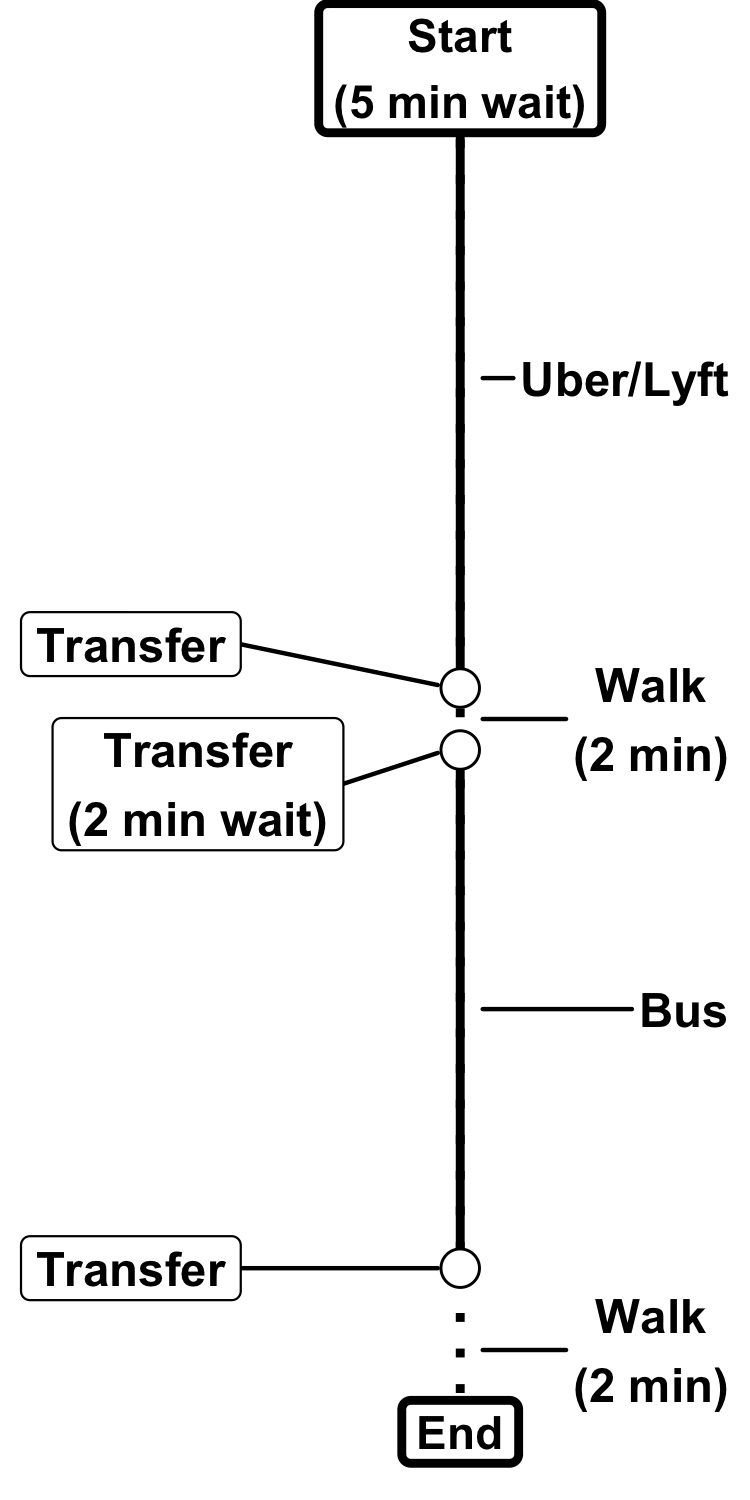 Start
(5 min wait)
Uber/Lyft
Transfer
Walk
(2 min)
Transfer
(2 min wait)
Bus
Transfer
Walk
(2 min)
End